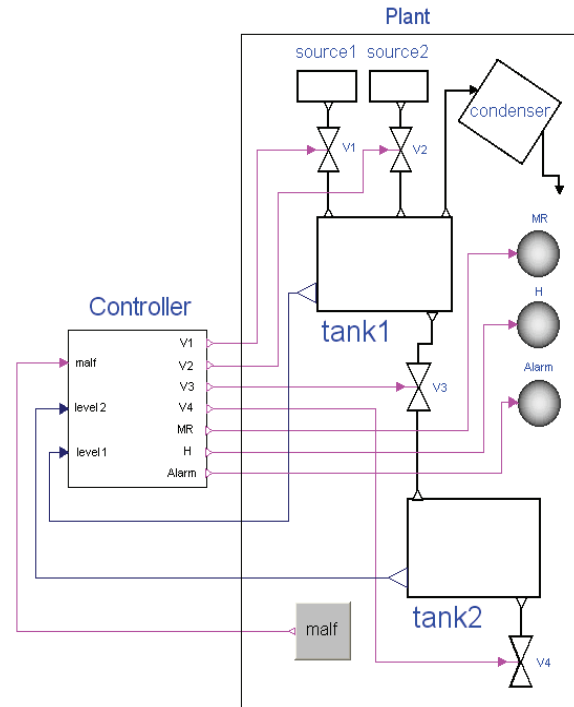 Plant
source1
source2
condenser
V1
V2
MR
tank1
H
Controller
V1
malf
V2
V3
V3
Alarm
level2
V4
MR
level1
H
Alarm
tank2
malf
V4